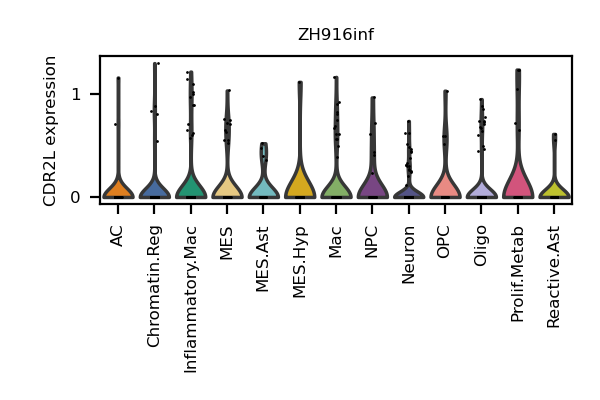 ZH916inf
CDR2L expression
1
0
AC
Chromatin.Reg
Inflammatory.Mac
MES
MES.Ast
MES.Hyp
Mac
NPC
Neuron
OPC
Oligo
Prolif.Metab
Reactive.Ast